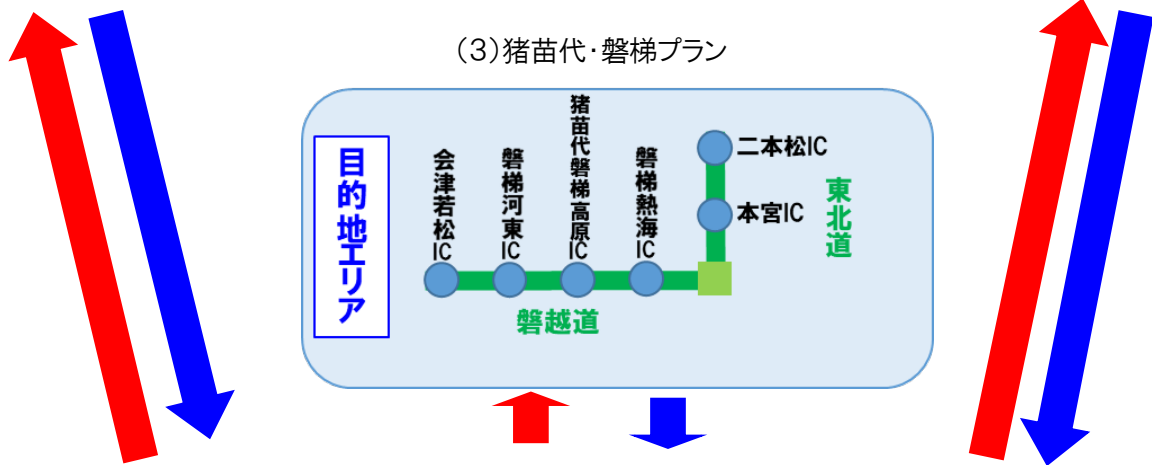 (3)猪苗代・磐梯プラン
目的地エリア
会津若松IC
磐梯河東IC
猪苗代磐梯高原IC
磐梯熱海IC
二本松IC
本宮IC
東北道
磐越道